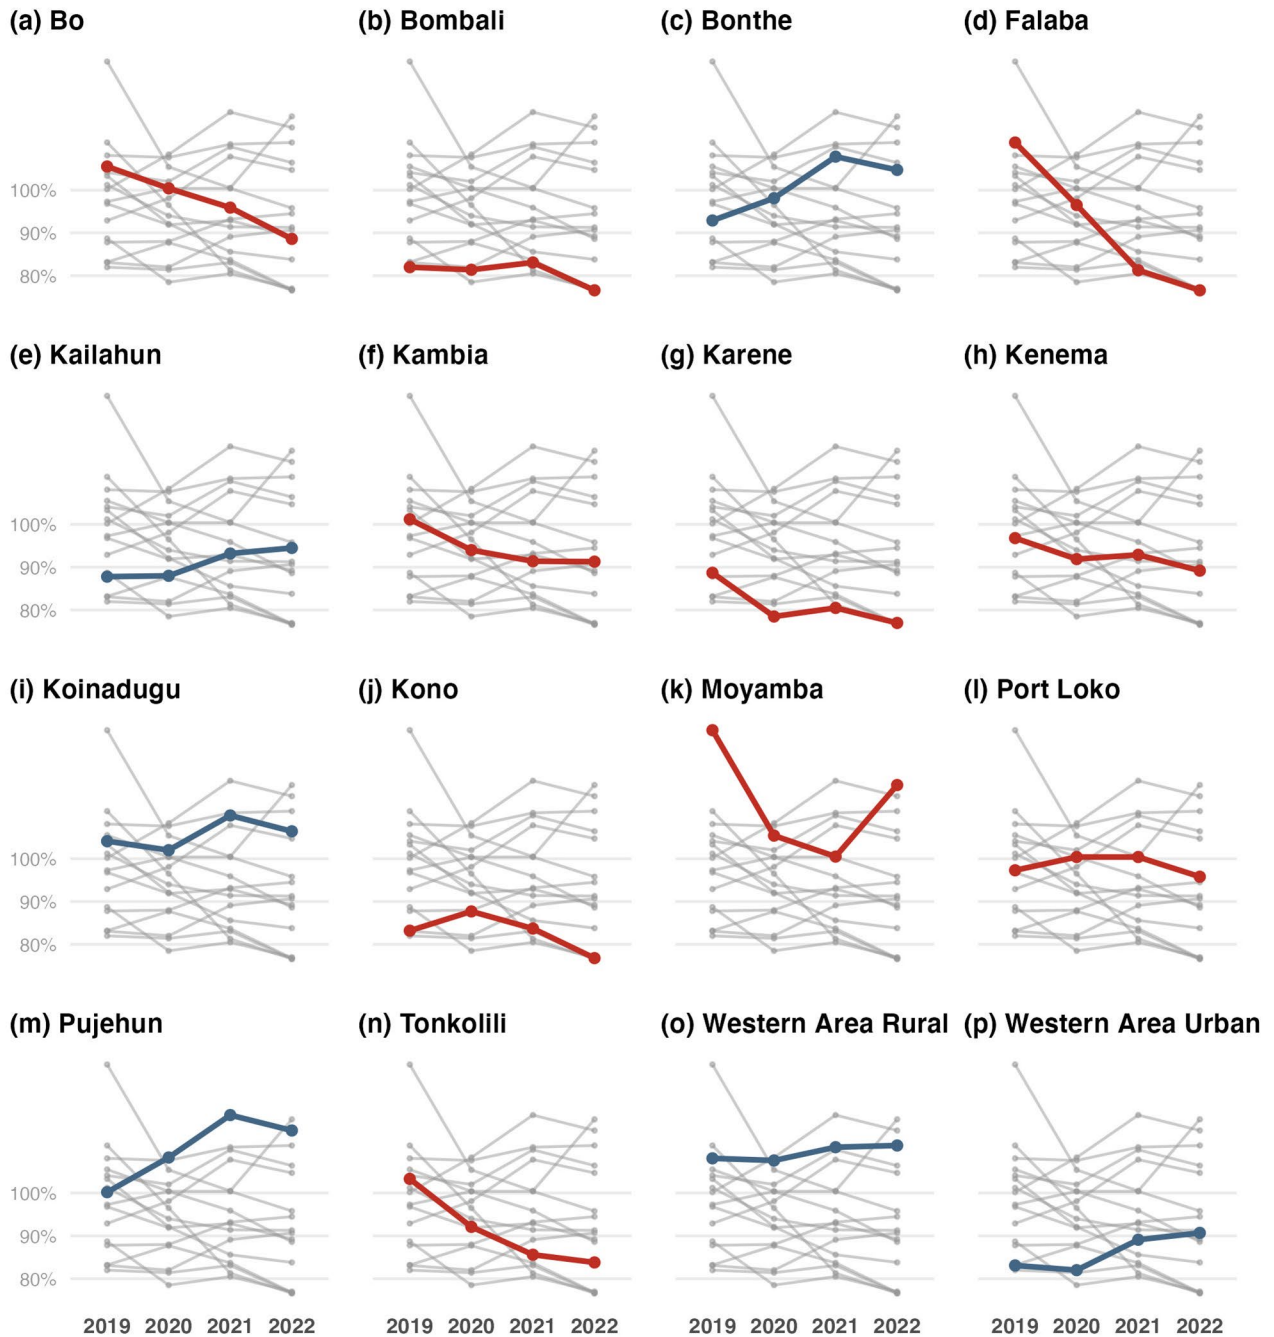 (a) Bo (b) Bombali (c) Bonthe (d) Falaba
100%
90%
80%
(e) Kailahun (f) Kambia (g) Karene (h) Kenema
100%
90%
80%
(i) Koinadugu (j) Kono (k) Moyamba (l) Port Loko
100%
90%
80%
(m) Pujehun (n) Tonkolili (o) Western Area Rural (p) Western Area Urban
100%
90%
80%
2019 2020 2021 2022 2019 2020 2021 2022 2019 2020 2021 2022 2019 2020 2021 2022